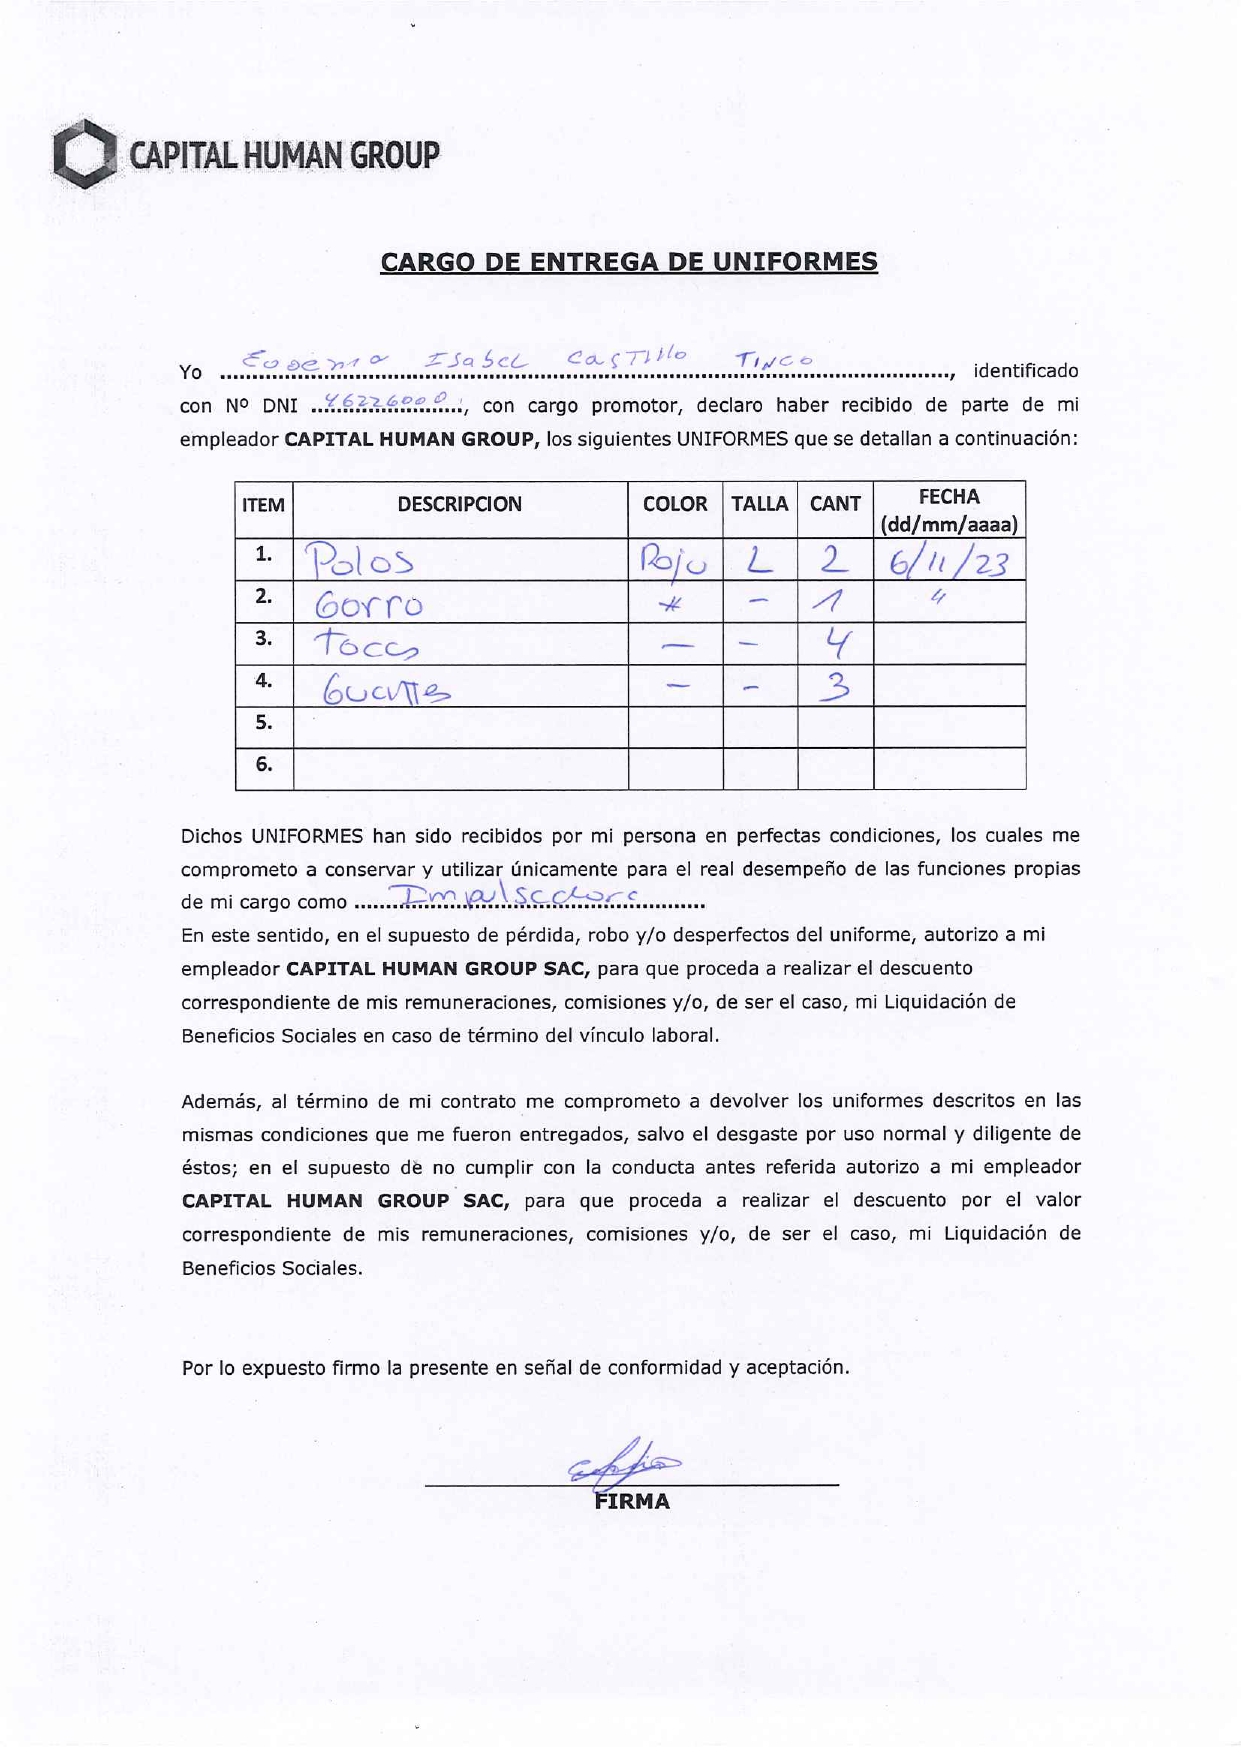 CAPITAL HUMAN GROUP
CARGO DE ENTREGA DE UNIFORMES
Yo Eugenia Isabel Castillo Tinco, identificado
con Nº DNI 46226000, con cargo promotor, declaro haber recibido de parte de mi
empleador CAPITAL HUMAN GROUP, los siguientes UNIFORMES que se detallan a continuación:
ITEM DESCRIPCION COLOR TALLA CANT FECHA (dd/mm/aaaa)
1. Polos Rojo L 2 6/11/23
2. Gorro * - 1 "
3. Tocas - - 4
4. Guantes - - 3
5.
6.
Dichos UNIFORMES han sido recibidos por mi persona en perfectas condiciones, los cuales me
comprometo a conservar y utilizar únicamente para el real desempeño de las funciones propias
de mi cargo como Impulsadora
En este sentido, en el supuesto de pérdida, robo y/o desperfectos del uniforme, autorizo a mi
empleador CAPITAL HUMAN GROUP SAC, para que proceda a realizar el descuento
correspondiente de mis remuneraciones, comisiones y/o, de ser el caso, mi Liquidación de
Beneficios Sociales en caso de término del vínculo laboral.
Además, al término de mi contrato me comprometo a devolver los uniformes descritos en las
mismas condiciones que me fueron entregados, salvo el desgaste por uso normal y diligente de
éstos; en el supuesto de no cumplir con la conducta antes referida autorizo a mi empleador
CAPITAL HUMAN GROUP SAC, para que proceda a realizar el descuento por el valor
correspondiente de mis remuneraciones, comisiones y/o, de ser el caso, mi Liquidación de
Beneficios Sociales.
Por lo expuesto firmo la presente en señal de conformidad y aceptación.
FIRMA